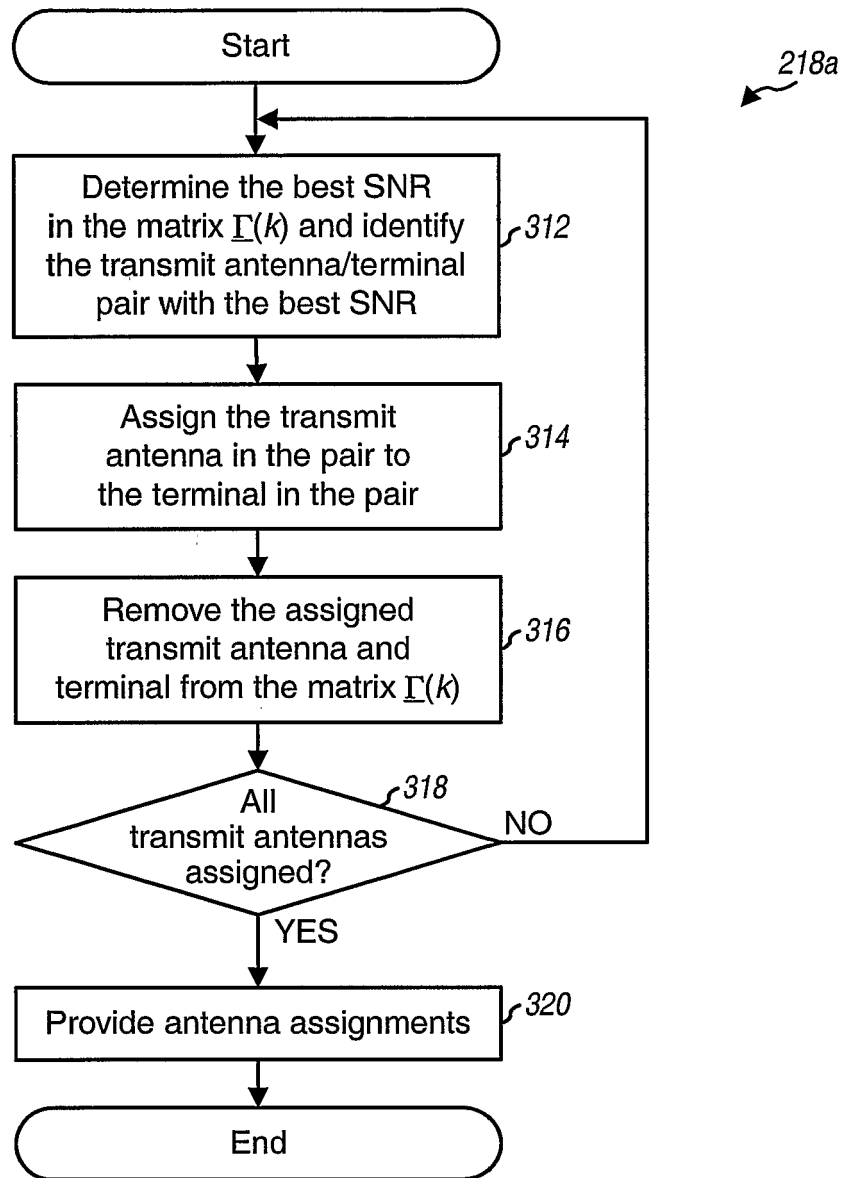 Start
218a
Determine the best SNR
in the matrix Γ(k) and identify
the transmit antenna/terminal
pair with the best SNR
312
Assign the transmit
antenna in the pair to
the terminal in the pair
314
Remove the assigned
transmit antenna and
terminal from the matrix Γ(k)
316
All
transmit antennas
assigned?
318
NO
YES
Provide antenna assignments
320
End